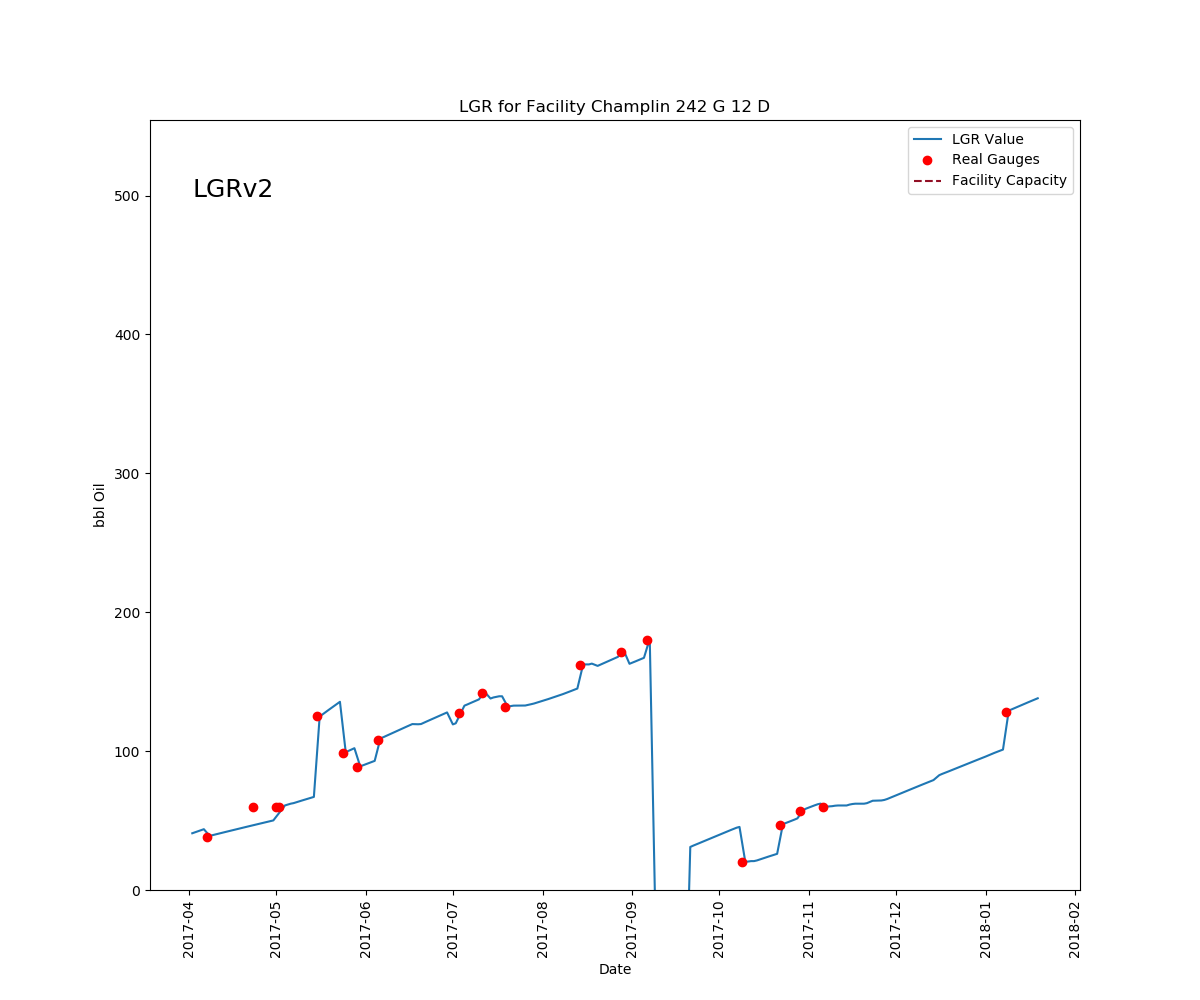 LGR for Facility Champlin 242 G 12 D
LGRv2
LGR Value
Real Gauges
Facility Capacity
bbl Oil
500
400
300
200
100
0
2017-04
2017-05
2017-06
2017-07
2017-08
2017-09
2017-10
2017-11
2017-12
2018-01
2018-02
Date